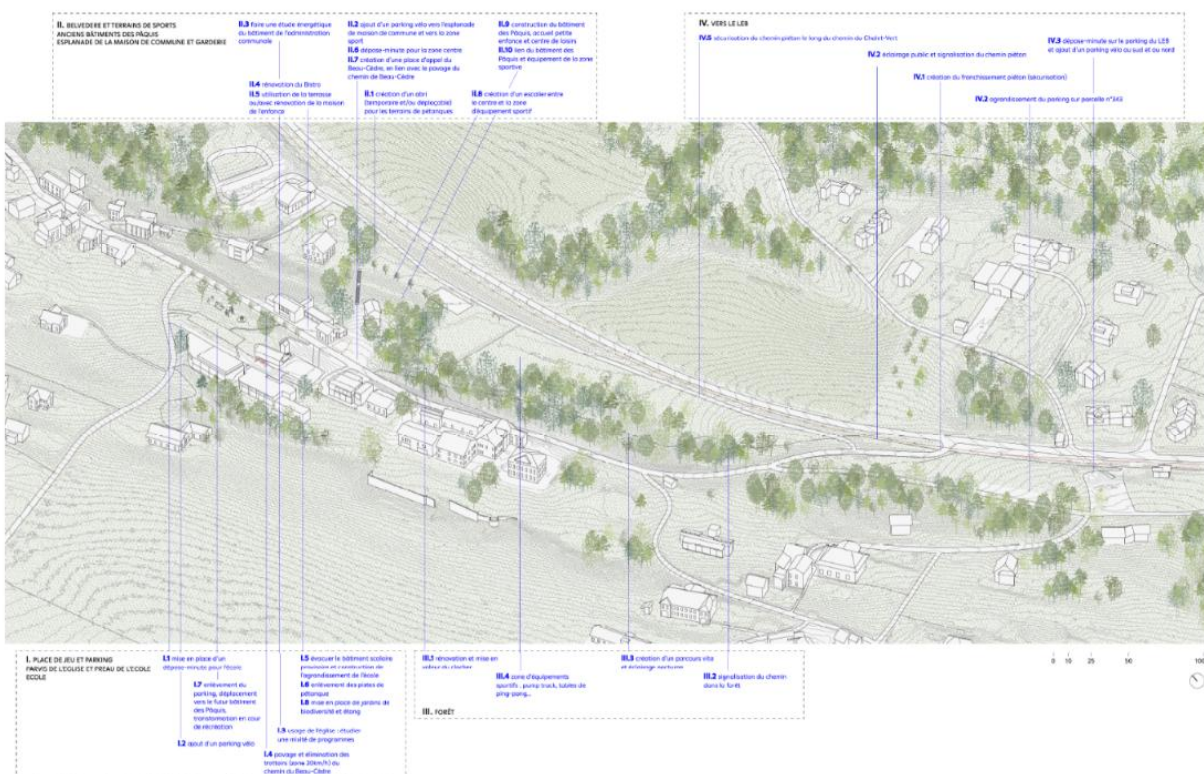 II. BELVEDERE ET TERRAINS DE SPORTS
ANCIENS BÂTIMENTS DES PÂQUIS
ESPLANADE DE LA MAISON DE COMMUNE ET GARDERIE
II.3 faire une étude énergétique
du bâtiment de l'administration
communale
II.4 rénovation du Bistro
II.5 utilisation de la terrasse
ou/avec rénovation de la maison
de l'enfance
II.2 ajout d'un parking vélo vers l'esplanade
de maison de commune et vers la zone
sport
II.6 dépose-minute pour la zone centre
II.7 création d'une place d'appel du
Beau-Cèdre, en lien avec le pavage du
chemin de Beau-Cèdre
II.1 création d'un abri
(temporaire et/ou déplaçable)
pour les terrains de pétanques
II.9 construction du bâtiment
des Pâquis, accueil petite
enfance et centre de loisirs
II.10 lien du bâtiment des
Pâquis et équipement de la zone
sportive
II.8 création d'un escalier entre
le centre et la zone
d'équipement sportif
IV. VERS LE LEB
IV.5 sécurisation du chemin piéton le long du chemin du Chalet-Vert
IV.2 éclairage public et signalisation du chemin piéton
IV.3 dépose-minute sur le parking du LEB
et ajout d'un parking vélo au sud et au nord
IV.1 création du franchissement piéton (sécurisation)
IV.2 agrandissement du parking sur parcelle n°343
I. PLACE DE JEU ET PARKING
PARVIS DE L'EGLISE ET PREAU DE L'ECOLE
ECOLE
I.1 mise en place d'un
dépose-minute pour l'école
I.7 enlèvement du
parking, déplacement
vers le futur bâtiment
des Pâquis,
transformation en cour
de récréation
I.2 ajout d'un parking vélo
I.5 évacuer le bâtiment scolaire
provisoire et construction de
l'agrandissement de l'école
I.6 enlèvement des pistes de
pétanque
I.8 mise en place de jardins de
biodiversité et étang
I.3 usage de l'église : étudier
une mixité de programmes
I.4 pavage et élimination des
trottoirs (zone 20km/h) du
chemin du Beau-Cèdre
III.1 rénovation et mise en
valeur du clocher
III.4 zone d'équipements
sportifs : pump track, tables de
ping-pong...
III.3 création d'un parcours vita
et éclairage nocturne
III.2 signalisation du chemin
dans la forêt
III. FORÊT